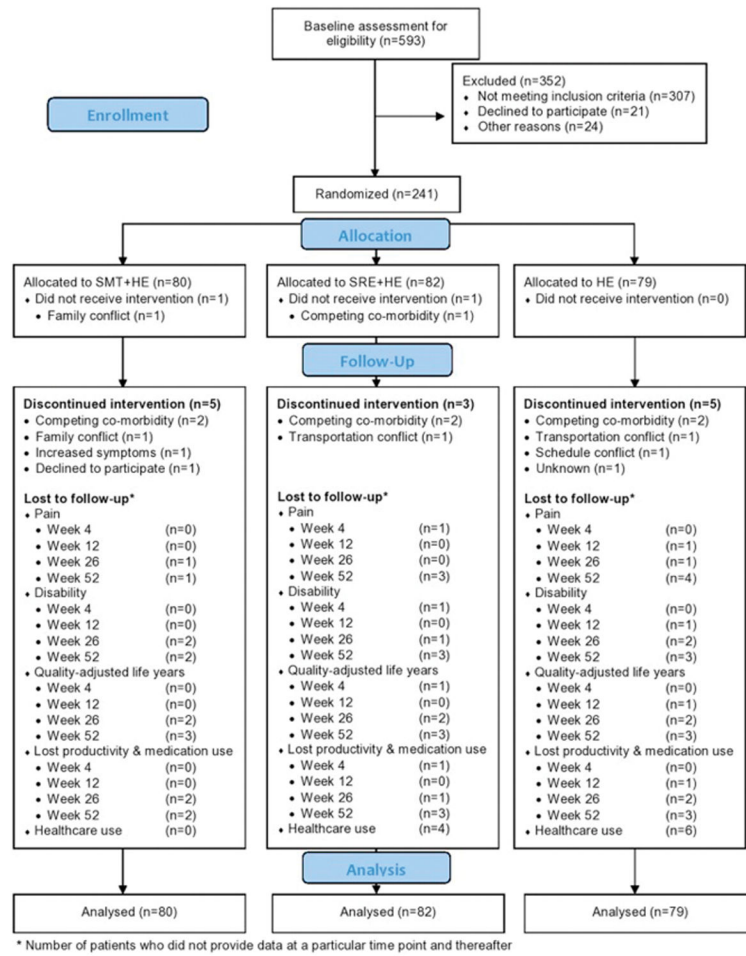 Baseline assessment for
eligibility (n=593)
Excluded (n=352)
⬧ Not meeting inclusion criteria (n=307)
⬧ Declined to participate (n=21)
⬧ Other reasons (n=24)
Enrollment
Randomized (n=241)
Allocation
Allocated to SMT+HE (n=80)
⬧ Did not receive intervention (n=1)
• Family conflict (n=1)
Allocated to SRE+HE (n=82)
⬧ Did not receive intervention (n=1)
• Competing co-morbidity (n=1)
Allocated to HE (n=79)
⬧ Did not receive intervention (n=0)
Follow-Up
Discontinued intervention (n=5)
• Competing co-morbidity (n=2)
• Family conflict (n=1)
• Increased symptoms (n=1)
• Declined to participate (n=1)
Lost to follow-up*
⬧ Pain
• Week 4 (n=0)
• Week 12 (n=0)
• Week 26 (n=1)
• Week 52 (n=1)
⬧ Disability
• Week 4 (n=0)
• Week 12 (n=0)
• Week 26 (n=2)
• Week 52 (n=2)
⬧ Quality-adjusted life years
• Week 4 (n=0)
• Week 12 (n=0)
• Week 26 (n=2)
• Week 52 (n=3)
⬧ Lost productivity & medication use
• Week 4 (n=0)
• Week 12 (n=0)
• Week 26 (n=2)
• Week 52 (n=2)
⬧ Healthcare use (n=0)
Discontinued intervention (n=3)
• Competing co-morbidity (n=2)
• Transportation conflict (n=1)
Lost to follow-up*
⬧ Pain
• Week 4 (n=1)
• Week 12 (n=0)
• Week 26 (n=0)
• Week 52 (n=3)
⬧ Disability
• Week 4 (n=1)
• Week 12 (n=0)
• Week 26 (n=1)
• Week 52 (n=3)
⬧ Quality-adjusted life years
• Week 4 (n=1)
• Week 12 (n=0)
• Week 26 (n=2)
• Week 52 (n=3)
⬧ Lost productivity & medication use
• Week 4 (n=1)
• Week 12 (n=0)
• Week 26 (n=1)
• Week 52 (n=3)
⬧ Healthcare use (n=4)
Discontinued intervention (n=5)
• Competing co-morbidity (n=2)
• Transportation conflict (n=1)
• Schedule conflict (n=1)
• Unknown (n=1)
Lost to follow-up*
⬧ Pain
• Week 4 (n=0)
• Week 12 (n=1)
• Week 26 (n=1)
• Week 52 (n=4)
⬧ Disability
• Week 4 (n=0)
• Week 12 (n=1)
• Week 26 (n=2)
• Week 52 (n=3)
⬧ Quality-adjusted life years
• Week 4 (n=0)
• Week 12 (n=1)
• Week 26 (n=2)
• Week 52 (n=3)
⬧ Lost productivity & medication use
• Week 4 (n=0)
• Week 12 (n=1)
• Week 26 (n=2)
• Week 52 (n=3)
⬧ Healthcare use (n=6)
Analysis
Analysed (n=80)
Analysed (n=82)
Analysed (n=79)
* Number of patients who did not provide data at a particular time point and thereafter